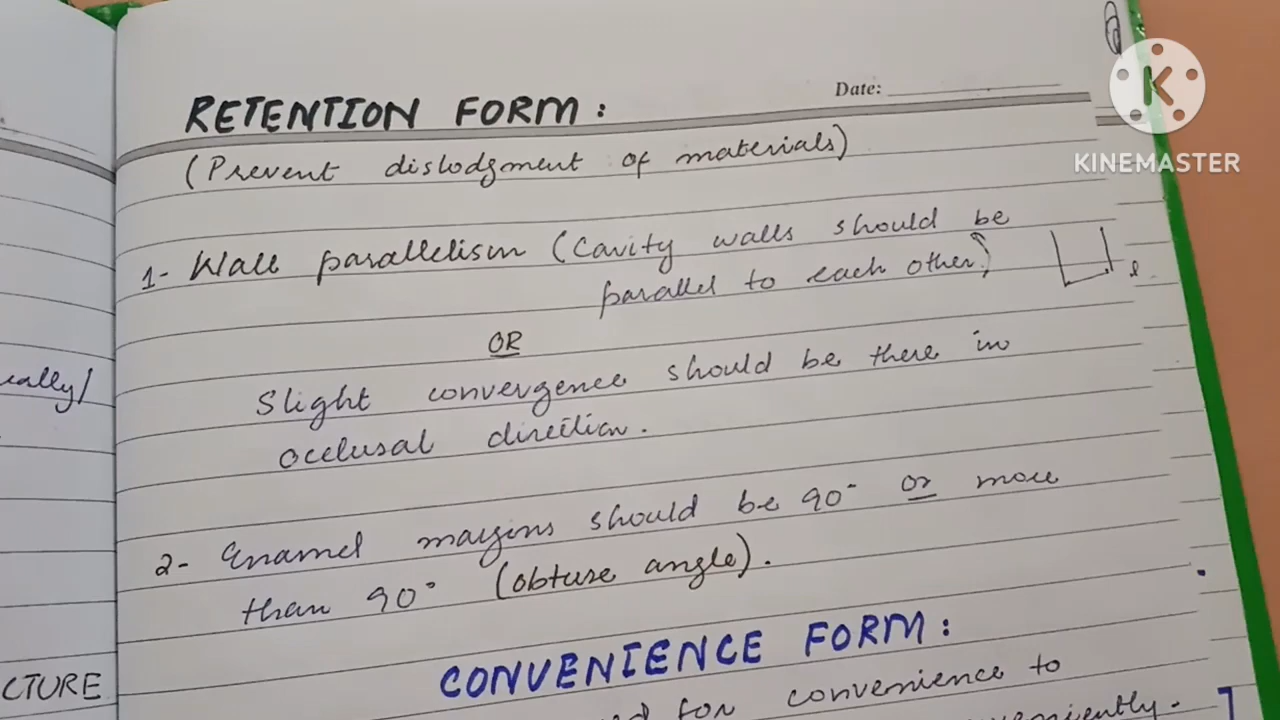 Date:
KINEMASTER
RETENTION FORM:
(Prevent dislodgment of materials)
1- Wall parallelism (Cavity walls should be
parallel to each other)
OR
Slight convergence should be there in
occlusal direction.
2- Enamel margins should be 90° or more
than 90° (obtuse angle).
CONVENIENCE FORM:
for convenience to
CTURE